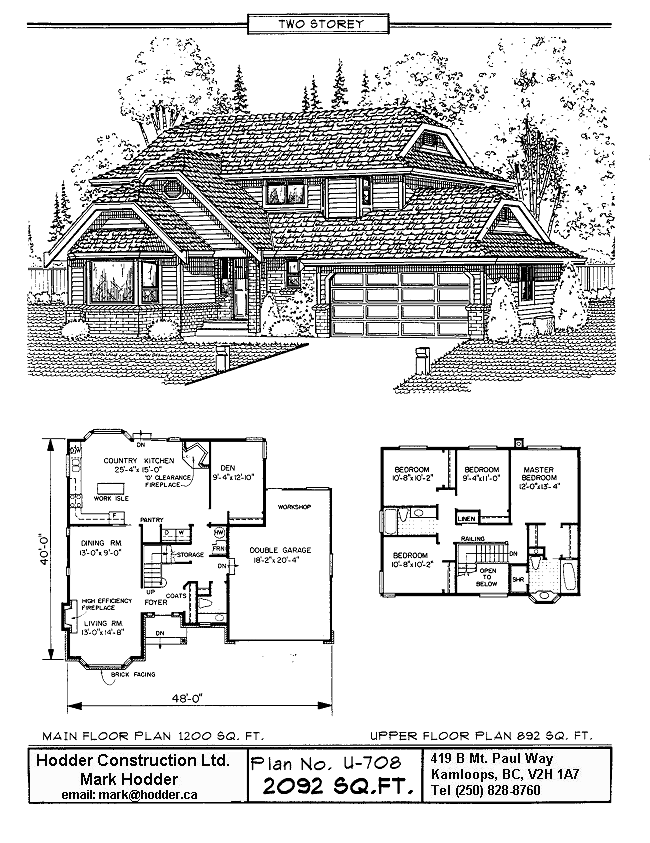 TWO STOREY
DN
COUNTRY KITCHEN
25'-4" x 15'-0"
'O' CLEARANCE
FIREPLACE
WORK ISLE
F
DEN
9'-4" x 12'-10"
PANTRY
D W
HW
FRN
STORAGE
DN
WORKSHOP
DOUBLE GARAGE
18'-2" x 20'-4"
DINING RM.
13'-0" x 9'-0"
UP
FOYER
COATS
HIGH EFFICIENCY
FIREPLACE
LIVING RM.
13'-0" x 14'-8"
DN
BRICK FACING
40'-0"
48'-0"
MAIN FLOOR PLAN 1200 SQ. FT.
BEDROOM
10'-8" x 10'-2"
BEDROOM
9'-4" x 11'-0"
MASTER
BEDROOM
12'-0" x 13'-4"
LINEN
RAILING
DN
BEDROOM
10'-8" x 10'-2"
OPEN
TO
BELOW
SHR
UPPER FLOOR PLAN 892 SQ. FT.
Hodder Construction Ltd.
Mark Hodder
email: mark@hodder.ca
Plan No. U-708
2092 SQ.FT.
419 B Mt. Paul Way
Kamloops, BC, V2H 1A7
Tel (250) 828-8760